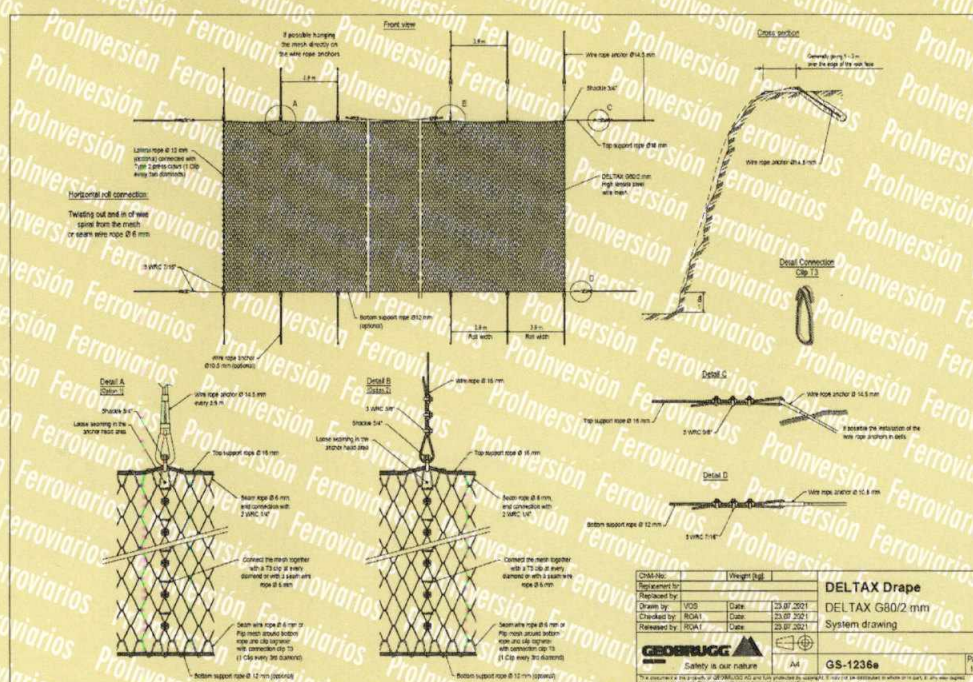 Front view
If possible hanging
the mesh directly on
the wire rope anchors
2,9 m
2,9 m
Wire rope anchor Ø14.5 mm
Shackle 3/4"
A
B
C
Top support rope Ø16 mm
Lateral rope Ø 12 mm
(optional) connected with
(1 Clip
every two diamonds)
DELTAX G80/2 mm
High tensile steel
wire mesh
Horizontal roll connection:
Twisting out and in of wire
spiral from the mesh
or seam wire rope Ø 6 mm
3 WRC 7/16"
D
Bottom support rope Ø12 mm
(optional)
2,9 m
Roll width
3,9 m
Roll width
Wire rope anchor
Ø10.5 mm (optional)
Cross section
Generally going 1 - 3 m
over the edge of the rock face
Wire rope anchor Ø14.5 mm
Detail Connection
Clip T3
Detail A
(Option 1)
Wire rope anchor Ø 14.5 mm
every 2.9 m
Shackle 3/4"
Loose seaming in the
anchor head area
Top support rope Ø 16 mm
Seam rope Ø 6 mm,
end connection with
2 WRC 1/4"
Connect the mesh together
with a T3 clip at every
diamond or with a seam wire
rope Ø 6 mm
Seam wire rope Ø 6 mm or
Flip mesh around bottom
rope and clip together
with connection clip T3
(1 Clip every 3rd diamond)
Bottom support rope Ø 12 mm (optional)
Detail B
(Option 2)
Wire rope Ø 16 mm
3 WRC 5/8"
Shackle 3/4"
Loose seaming in the
anchor head area
Top support rope Ø 16 mm
Seam rope Ø 6 mm,
end connection with
2 WRC 1/4"
Connect the mesh together
with a T3 clip at every
diamond or with a seam wire
rope Ø 6 mm
Seam wire rope Ø 6 mm or
Flip mesh around bottom
rope and clip together
with connection clip T3
(1 Clip every 3rd diamond)
Bottom support rope Ø 12 mm (optional)
Detail C
Wire rope anchor Ø 14.5 mm
Top support rope Ø 16 mm
3 WRC 5/8"
If possible the installation of the
wire rope anchors in dells
Detail D
Wire rope anchor Ø 10.5 mm
Bottom support rope Ø 12 mm
3 WRC 7/16"
CHM-No: Weight [kg]:
Replacement for:
Replaced by:
Drawn by: VOS Date: 23.07.2021
Checked by: ROA1 Date: 23.07.2021
Released by: ROA1 Date: 23.07.2021
DELTAX Drape
DELTAX G80/2 mm
System drawing
GEOBRUGG
Safety is our nature
A4
GS-1236e
ProInversión Ferroviarios